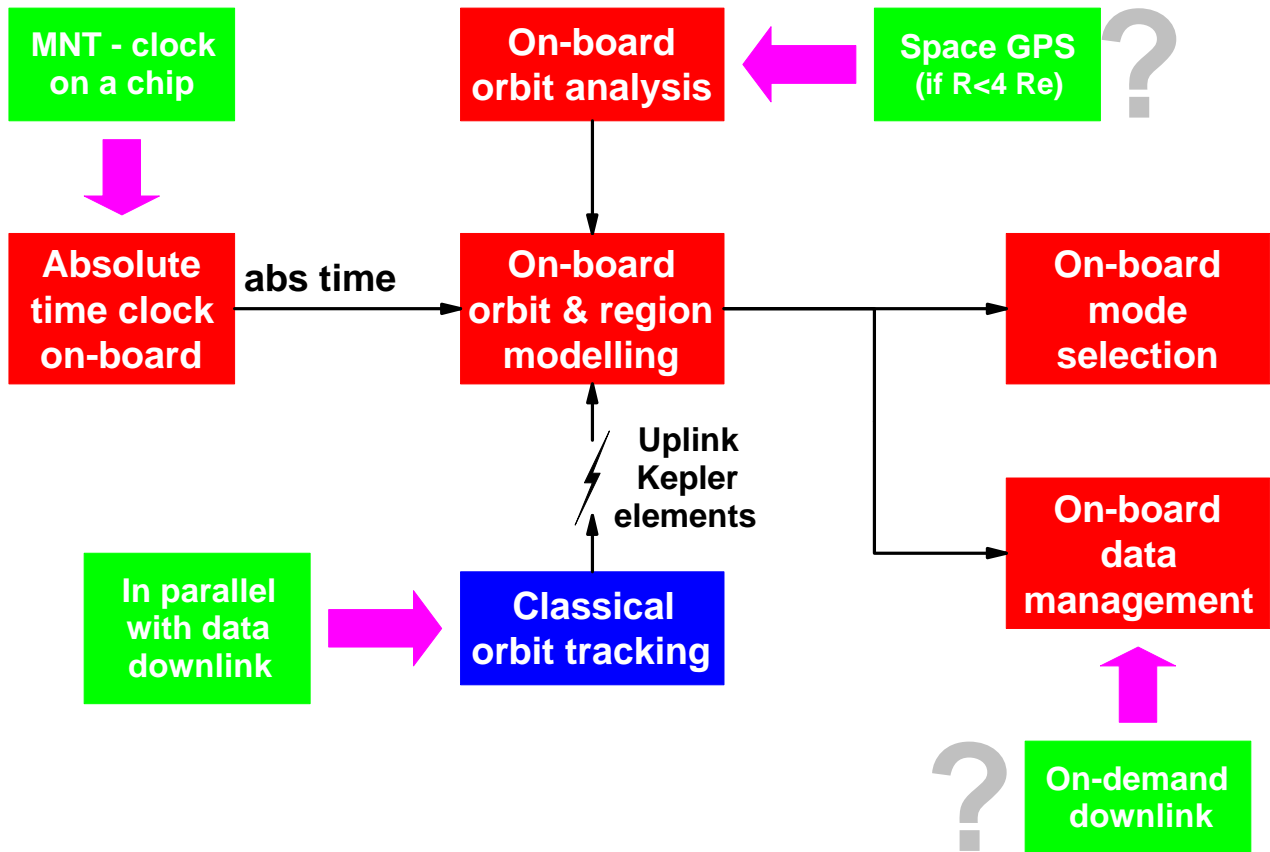 MNT - clock
on a chip
On-board
orbit analysis
Space GPS
(if R<4 Re)
?
Absolute
time clock
on-board
abs time
On-board
orbit & region
modelling
On-board
mode
selection
Uplink
Kepler
elements
On-board
data
management
In parallel
with data
downlink
Classical
orbit tracking
?
On-demand
downlink